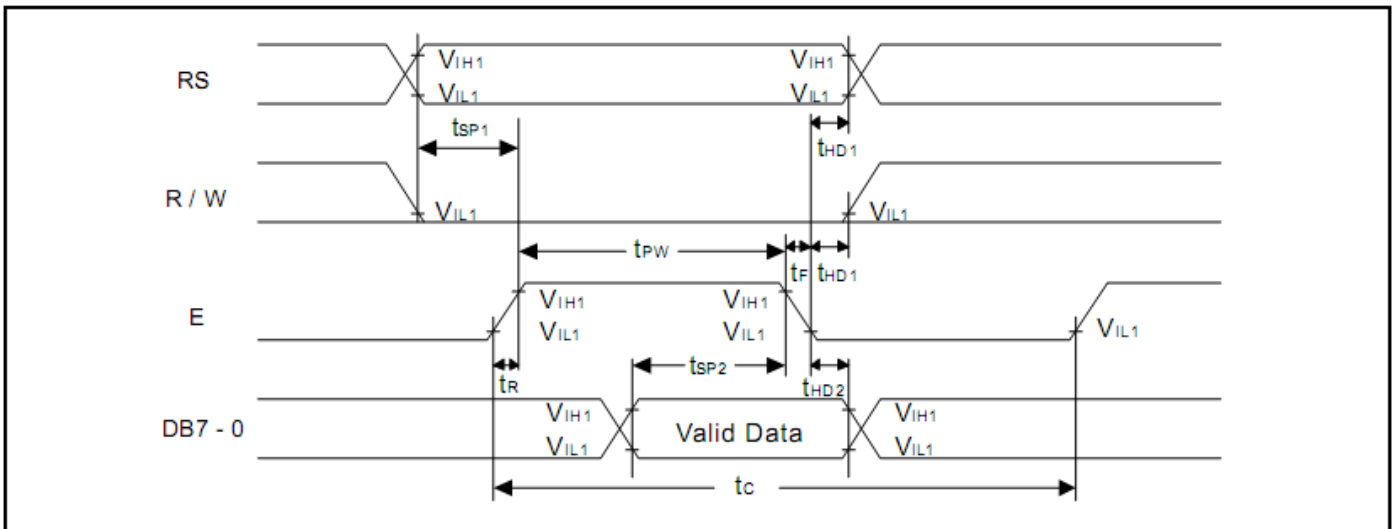 RS
VIH1 VIH1
VIL1 VIL1
tSP1 tHD1
R / W
VIL1 VIL1
tPW
tF tHD1
E
VIH1 VIH1
VIL1 VIL1 VIL1
tR tSP2 tHD2
DB7 - 0
VIH1 Valid Data VIH1
VIL1 VIL1
tC